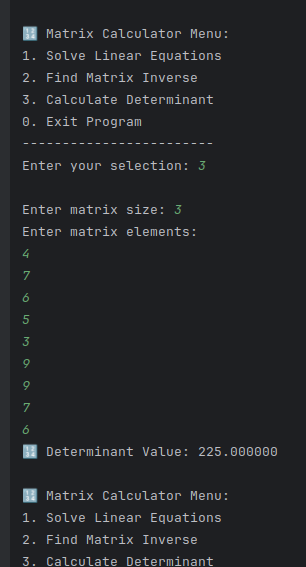 🔢 Matrix Calculator Menu:
1. Solve Linear Equations
2. Find Matrix Inverse
3. Calculate Determinant
0. Exit Program
------------------------
Enter your selection: 3
Enter matrix size: 3
Enter matrix elements:
4
7
6
5
3
9
9
7
6
🔢 Determinant Value: 225.000000
🔢 Matrix Calculator Menu:
1. Solve Linear Equations
2. Find Matrix Inverse
3. Calculate Determinant